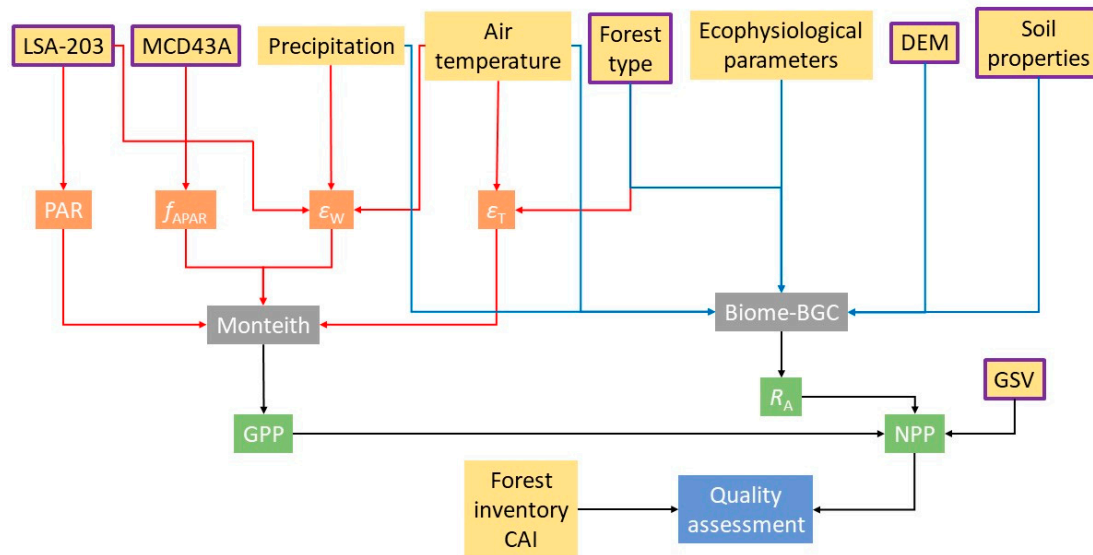 LSA-203
MCD43A
Precipitation
Air
temperature
Forest
type
Ecophysiological
parameters
DEM
Soil
properties
PAR
fAPAR
εW
εT
Monteith
Biome-BGC
RA
GSV
GPP
NPP
Forest
inventory
CAI
Quality
assessment